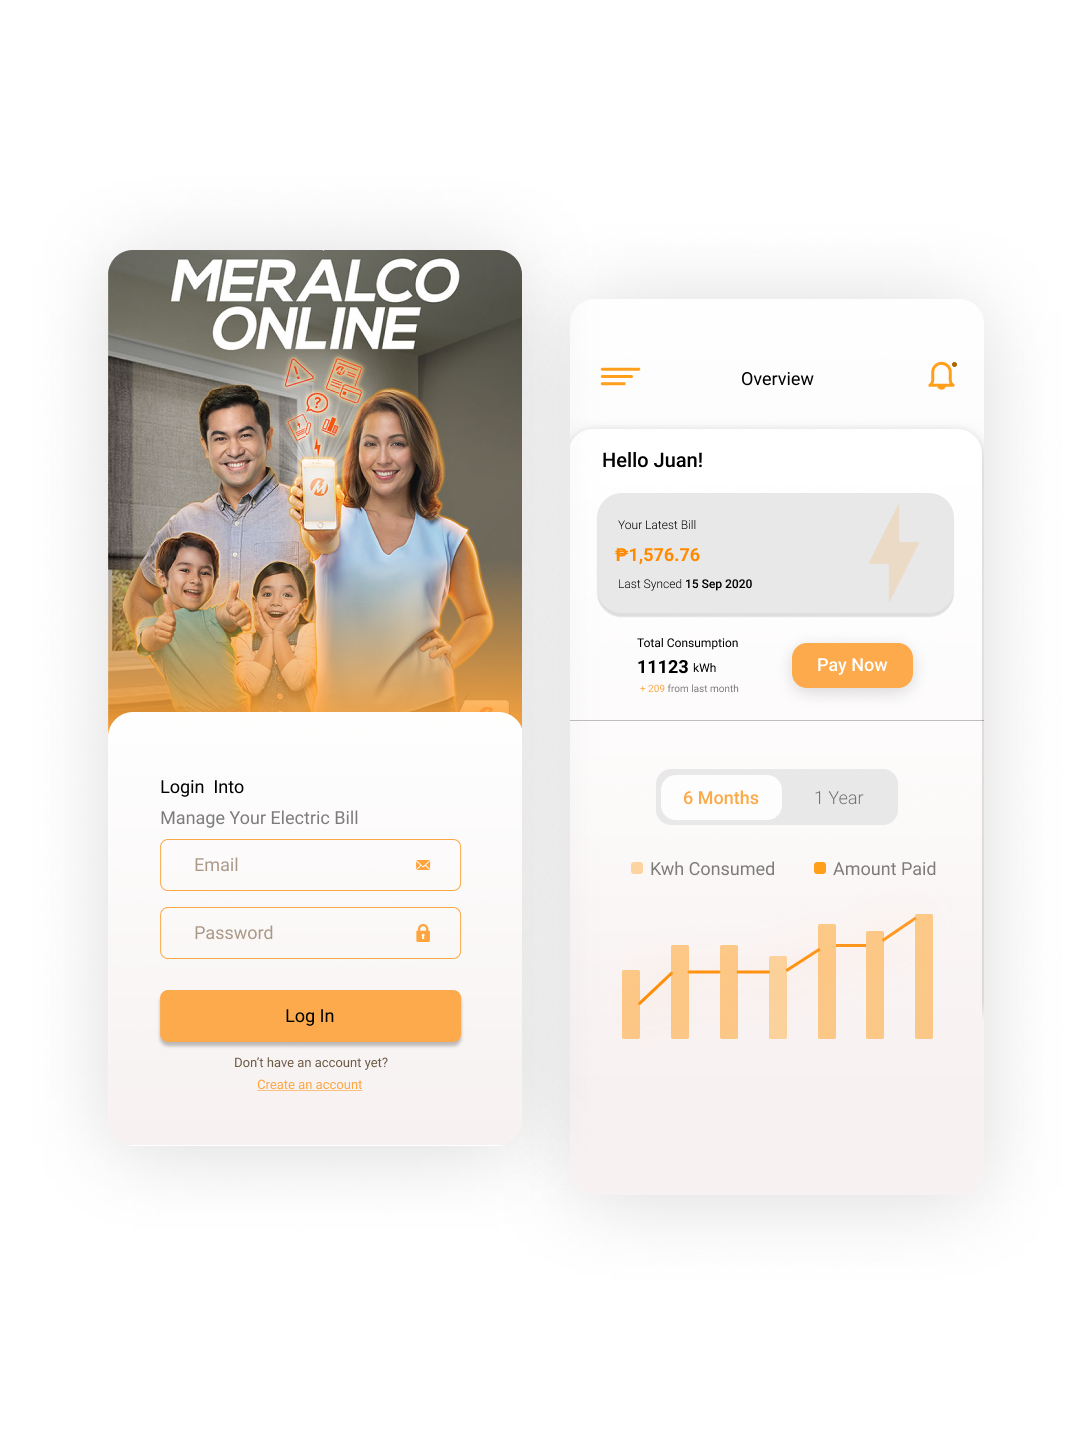 MERALCO
ONLINE
?
Login Into
Manage Your Electric Bill
Email
Password
Log In
Don't have an account yet?
Create an account
Overview
Hello Juan!
Your Latest Bill
₱1,576.76
Last Synced 15 Sep 2020
Total Consumption
11123 kWh
+ 209 from last month
Pay Now
6 Months
1 Year
Kwh Consumed
Amount Paid